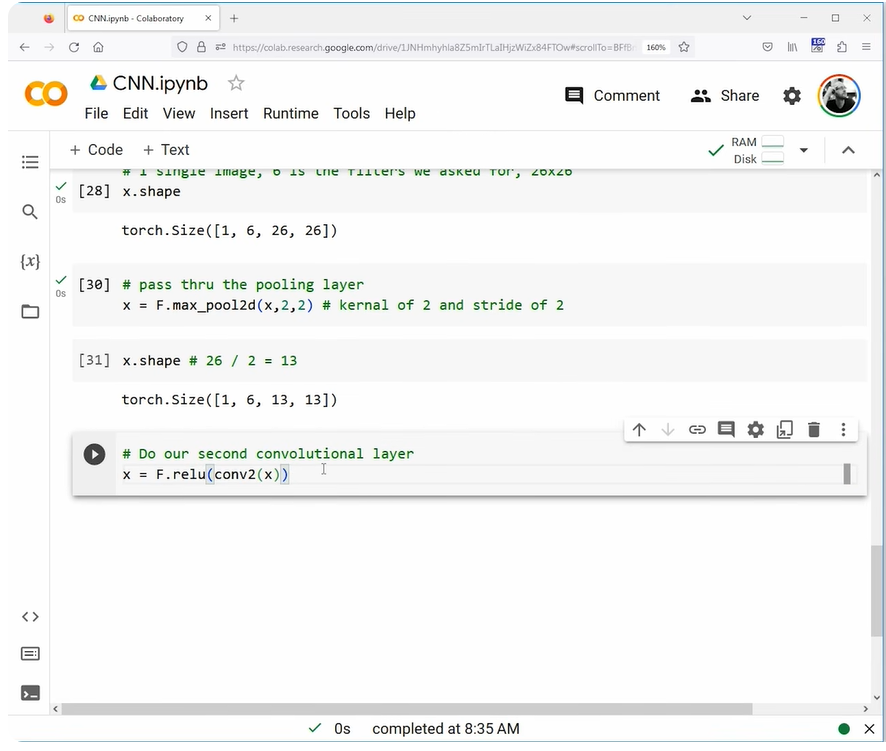 CNN.ipynb - Colaboratory
https://colab.research.google.com/drive/1JNHmhyhla8Z5mIrTLaIHjzWiZx84FTOw#scrollTo=
160%
160
CO CNN.ipynb
Comment
Share
File Edit View Insert Runtime Tools Help
+ Code + Text
RAM
Disk
# 1 single image, 6 is the filters we asked for, 26x26
[28] x.shape
0s
torch.Size([1, 6, 26, 26])
[30] # pass thru the pooling layer
0s
x = F.max_pool2d(x,2,2) # kernal of 2 and stride of 2
[31] x.shape # 26 / 2 = 13
torch.Size([1, 6, 13, 13])
# Do our second convolutional layer
x = F.relu(conv2(x))
{x}
0s completed at 8:35 AM